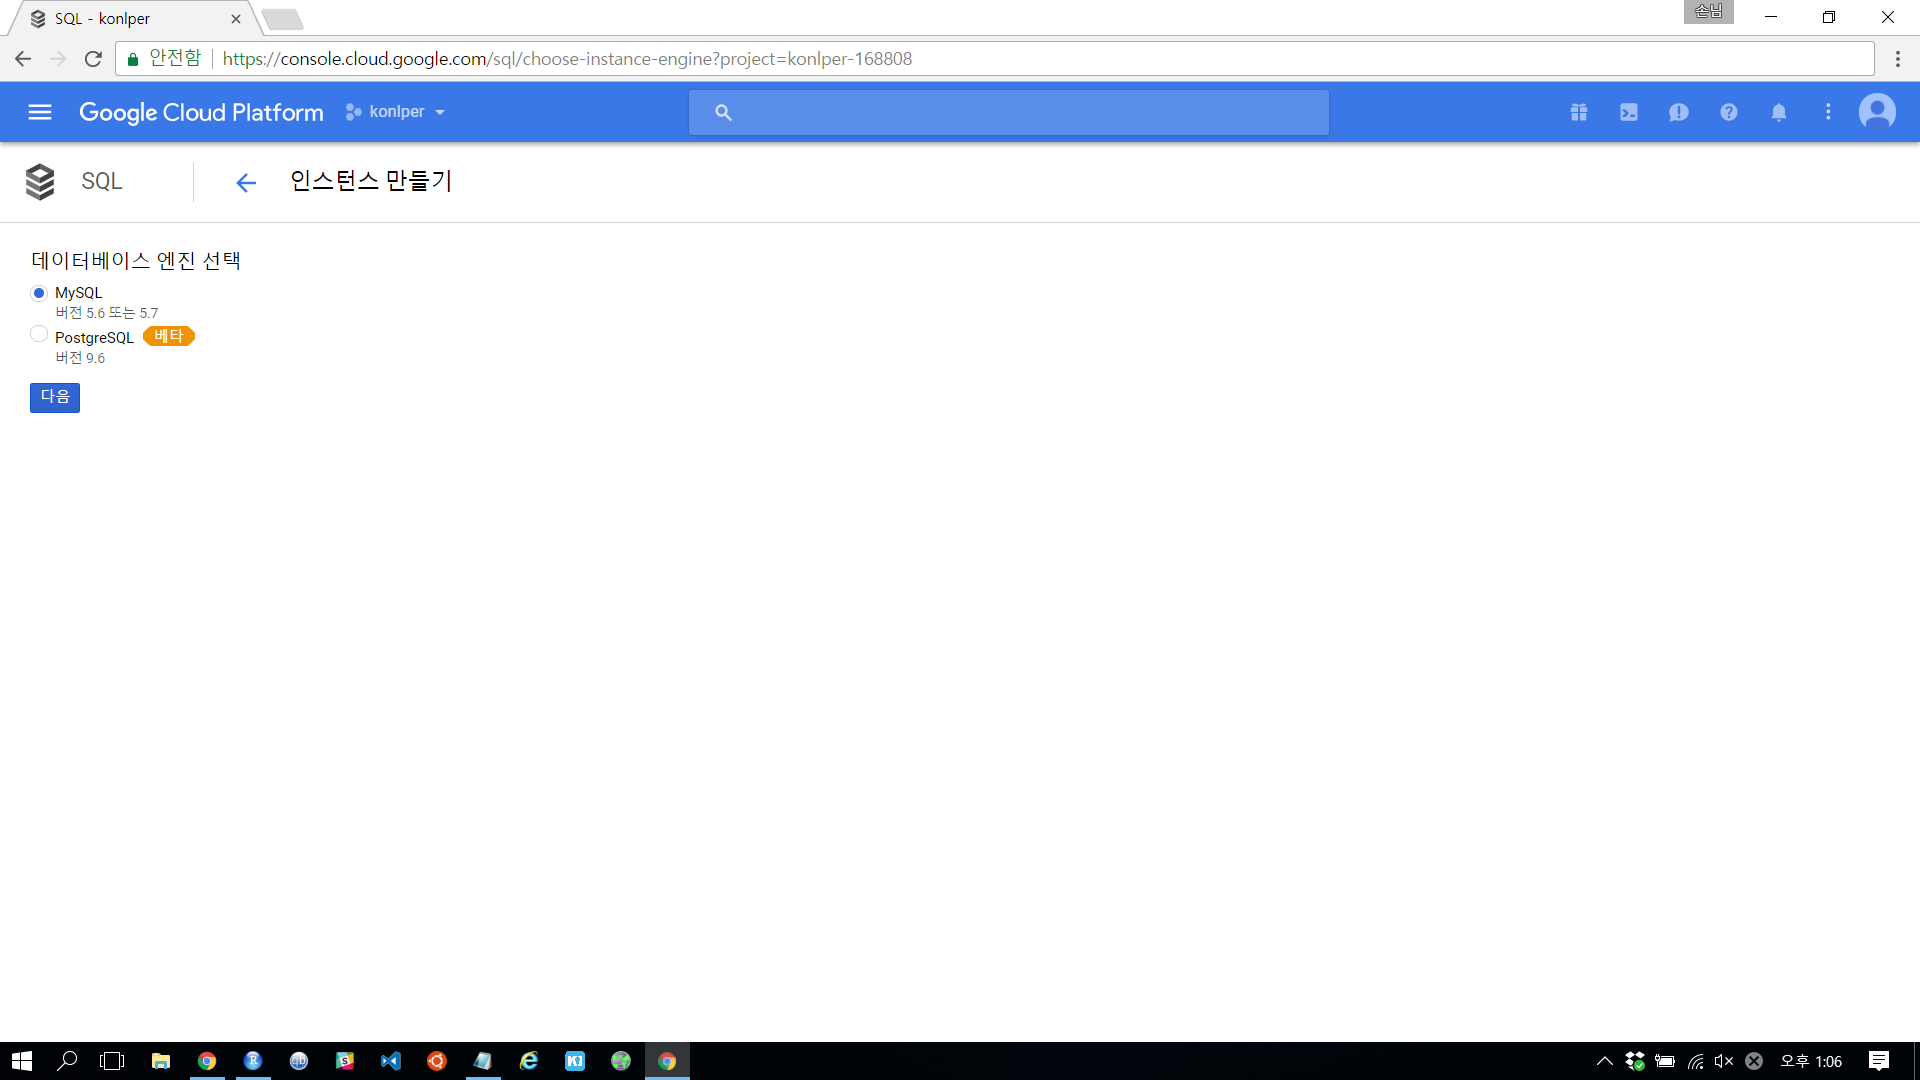 SQL - konlper
손님
안전함 https://console.cloud.google.com/sql/choose-instance-engine?project=konlper-168808
Google Cloud Platform konlper
SQL
인스턴스 만들기
데이터베이스 엔진 선택
MySQL
버전 5.6 또는 5.7
PostgreSQL 베타
버전 9.6
다음
오후 1:06